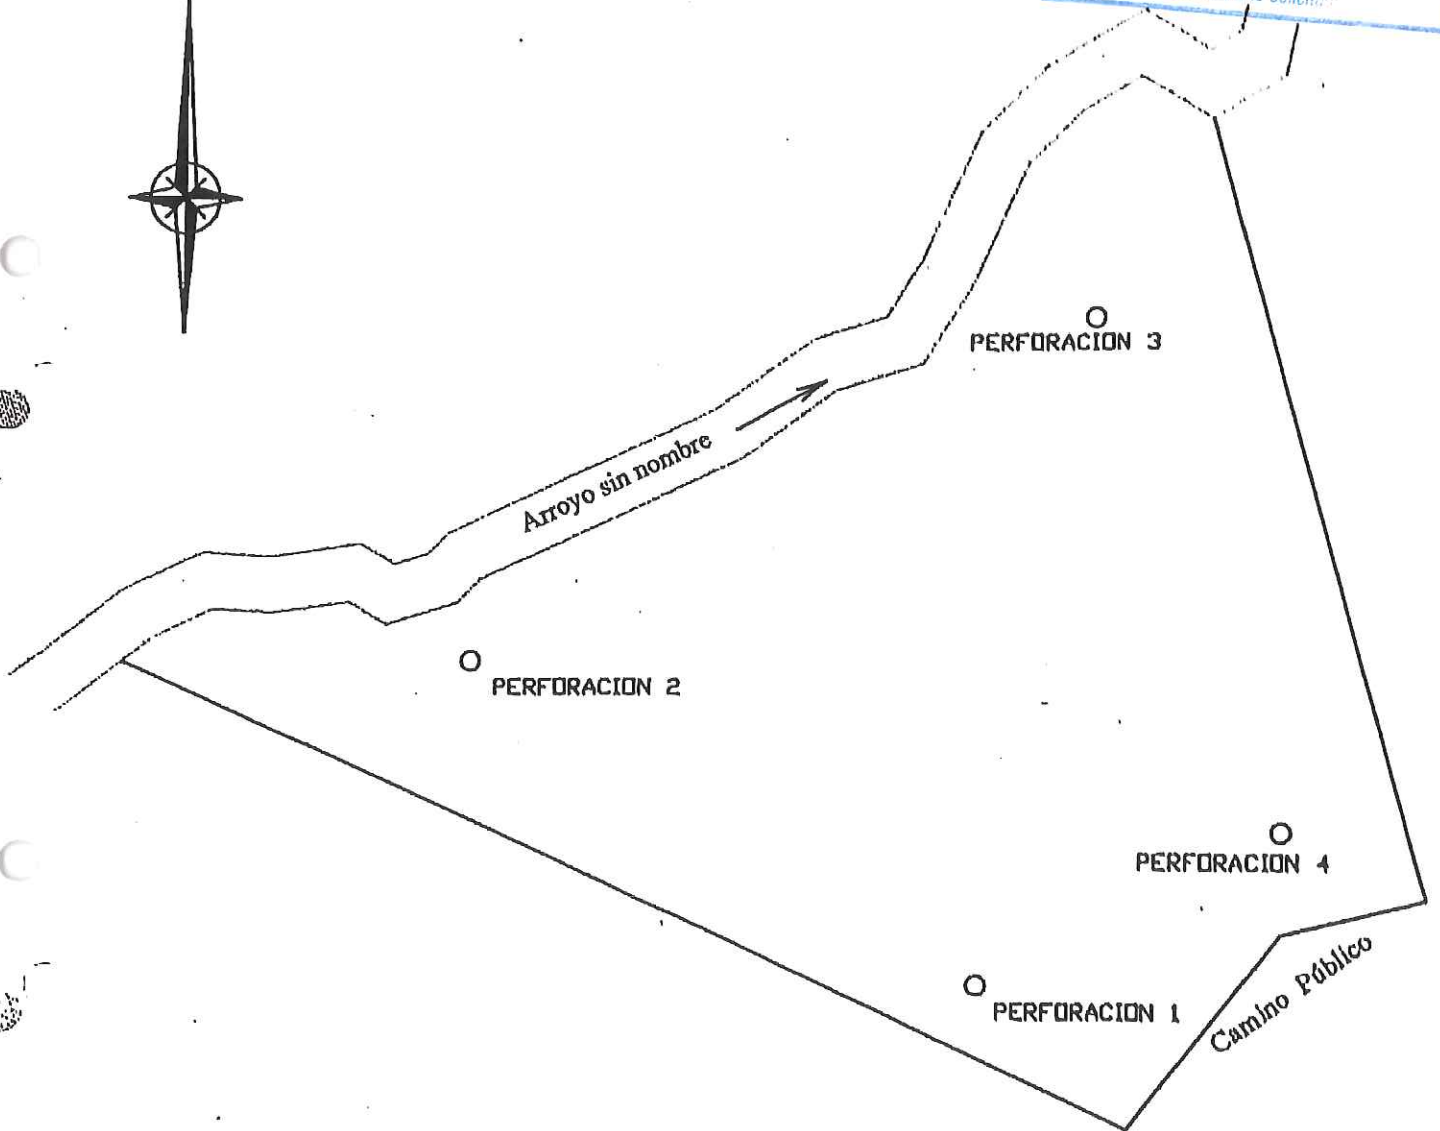 PERFORACION 3
Arroyo sin nombre
PERFORACION 2
PERFORACION 4
Camino Público
PERFORACION 1